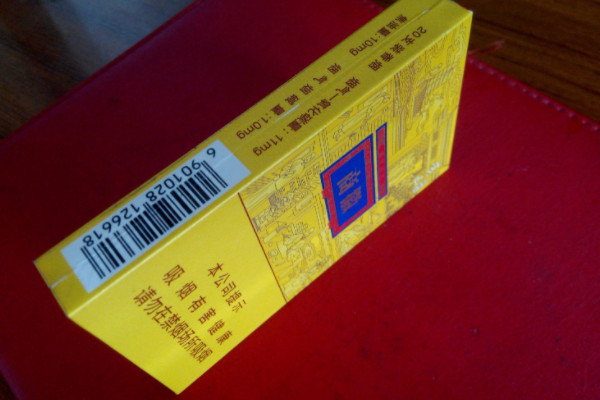 20支装香烟 烟气一氧化碳量:11mg
焦油量:10mg 烟气烟碱量:1.0mg
6 901028 126618
本公司提示
吸烟有害健康
请勿在禁烟场所吸烟